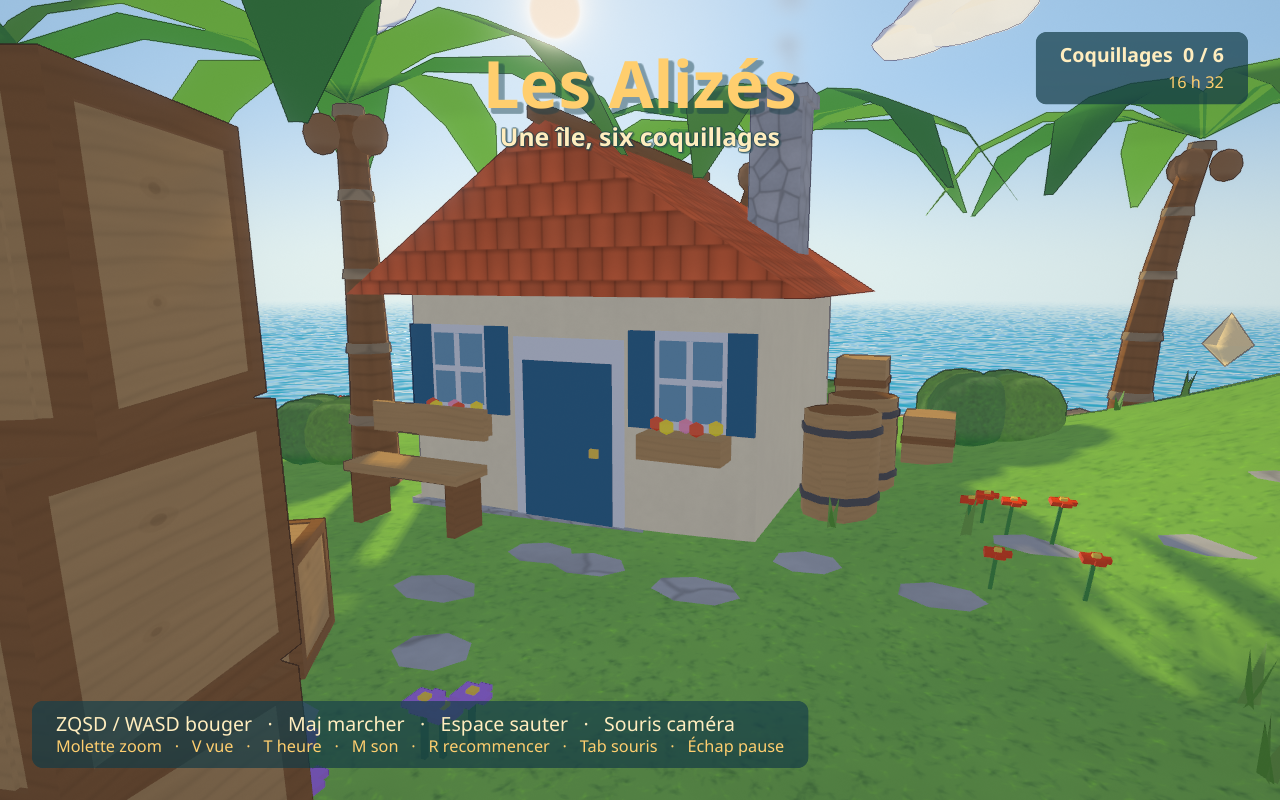 Les Alizés
Une île, six coquillages
Coquillages 0 / 6
16 h 32
ZQSD / WASD bouger · Maj marcher · Espace sauter · Souris caméra
Molette zoom · V vue · T heure · M son · R recommencer · Tab souris · Échap pause